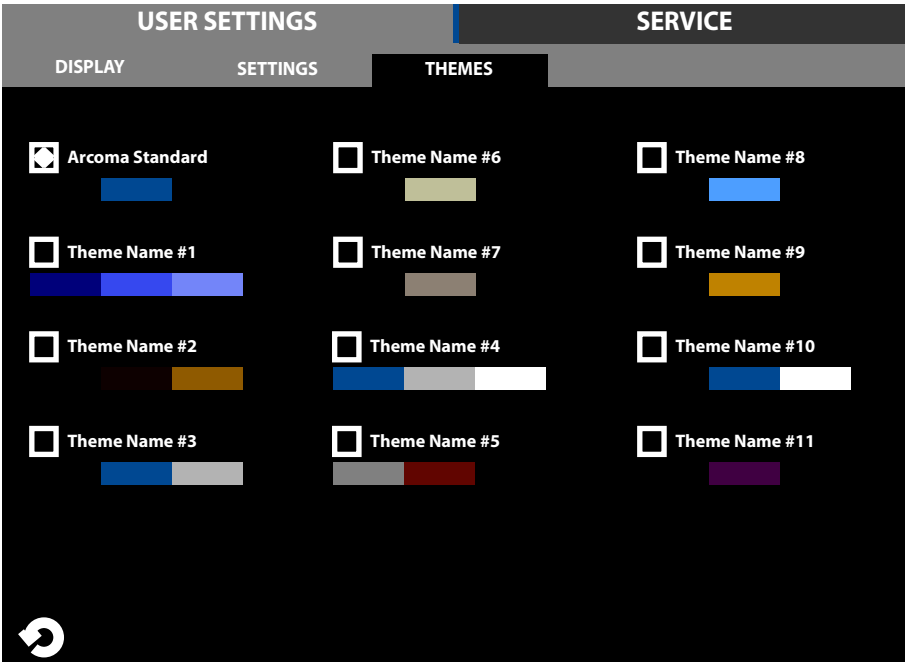 USER SETTINGS
SERVICE
DISPLAY
SETTINGS
THEMES
Arcoma Standard
Theme Name #6
Theme Name #8
Theme Name #1
Theme Name #7
Theme Name #9
Theme Name #2
Theme Name #4
Theme Name #10
Theme Name #3
Theme Name #5
Theme Name #11